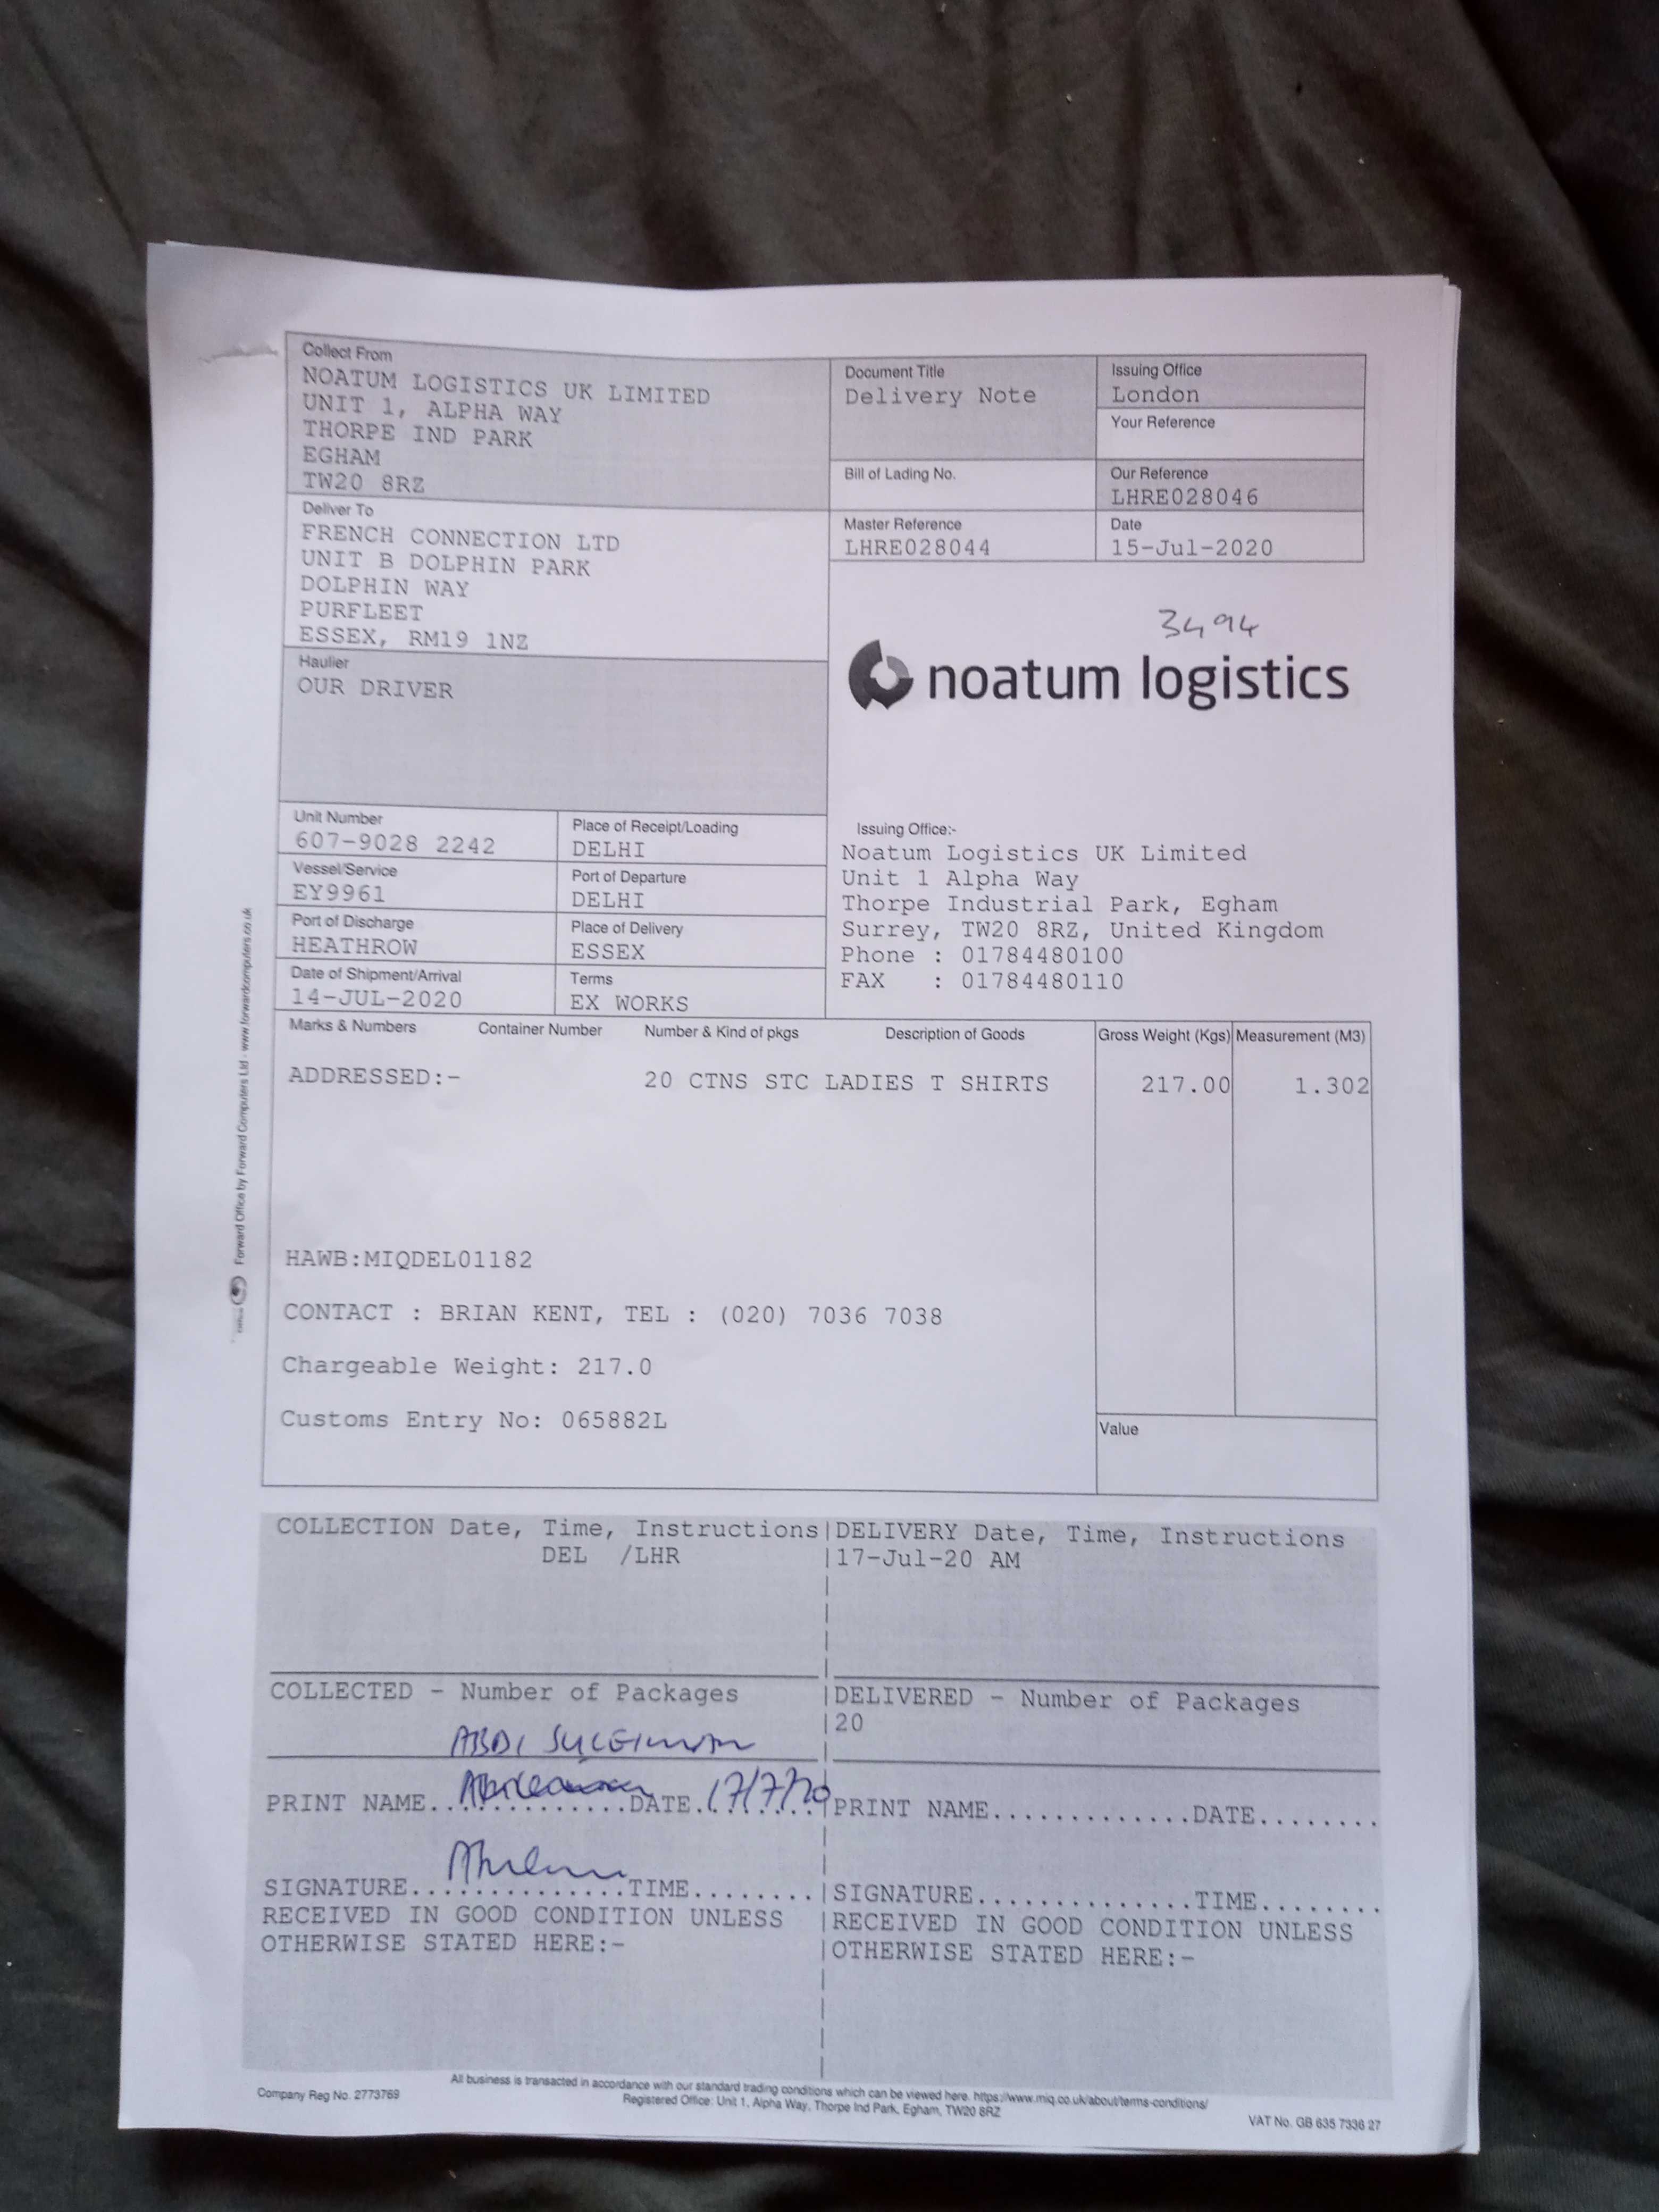 Collect From
NOATUM LOGISTICS UK LIMITED
UNIT 1, ALPHA WAY
THORPE IND PARK
EGHAM
TW20 8RZ
Document Title
Delivery Note
Issuing Office
London
Your Reference
Bill of Lading No.
Our Reference
LHRE028046
Master Reference
LHRE028044
Date
15-Jul-2020
Deliver To
FRENCH CONNECTION LTD
UNIT B DOLPHIN PARK
DOLPHIN WAY
PURFLEET
ESSEX, RM19 1NZ
3494
noatum logistics
Haulier
OUR DRIVER
Unit Number
607-9028 2242
Place of Receipt/Loading
DELHI
Vessel/Service
EY9961
Port of Departure
DELHI
Port of Discharge
HEATHROW
Place of Delivery
ESSEX
Date of Shipment/Arrival
14-JUL-2020
Terms
EX WORKS
Issuing Office:-
Noatum Logistics UK Limited
Unit 1 Alpha Way
Thorpe Industrial Park, Egham
Surrey, TW20 8RZ, United Kingdom
Phone : 01784480100
FAX : 01784480110
Marks & Numbers Container Number Number & Kind of pkgs Description of Goods Gross Weight (Kgs) Measurement (M3)
ADDRESSED:- 20 CTNS STC LADIES T SHIRTS 217.00 1.302
HAWB:MIQDEL01182
CONTACT : BRIAN KENT, TEL : (020) 7036 7038
Chargeable Weight: 217.0
Customs Entry No: 065882L
Value
Forward Office by Forward Computers Ltd - www.forwardcomputers.co.uk
COLLECTION Date, Time, Instructions
DEL /LHR
DELIVERY Date, Time, Instructions
17-Jul-20 AM
COLLECTED - Number of Packages
ABDI SULEIMAN
DELIVERED - Number of Packages
20
PRINT NAME..............DATE.17/7/20
PRINT NAME..............DATE........
SIGNATURE...............TIME........
SIGNATURE...............TIME........
RECEIVED IN GOOD CONDITION UNLESS
OTHERWISE STATED HERE:-
RECEIVED IN GOOD CONDITION UNLESS
OTHERWISE STATED HERE:-
All business is transacted in accordance with our standard trading conditions which can be viewed here. https://www.miq.co.uk/about/terms-conditions/
Company Reg No. 2773769
Registered Office: Unit 1, Alpha Way, Thorpe Ind Park, Egham, TW20 8RZ
VAT No. GB 635 7336 27